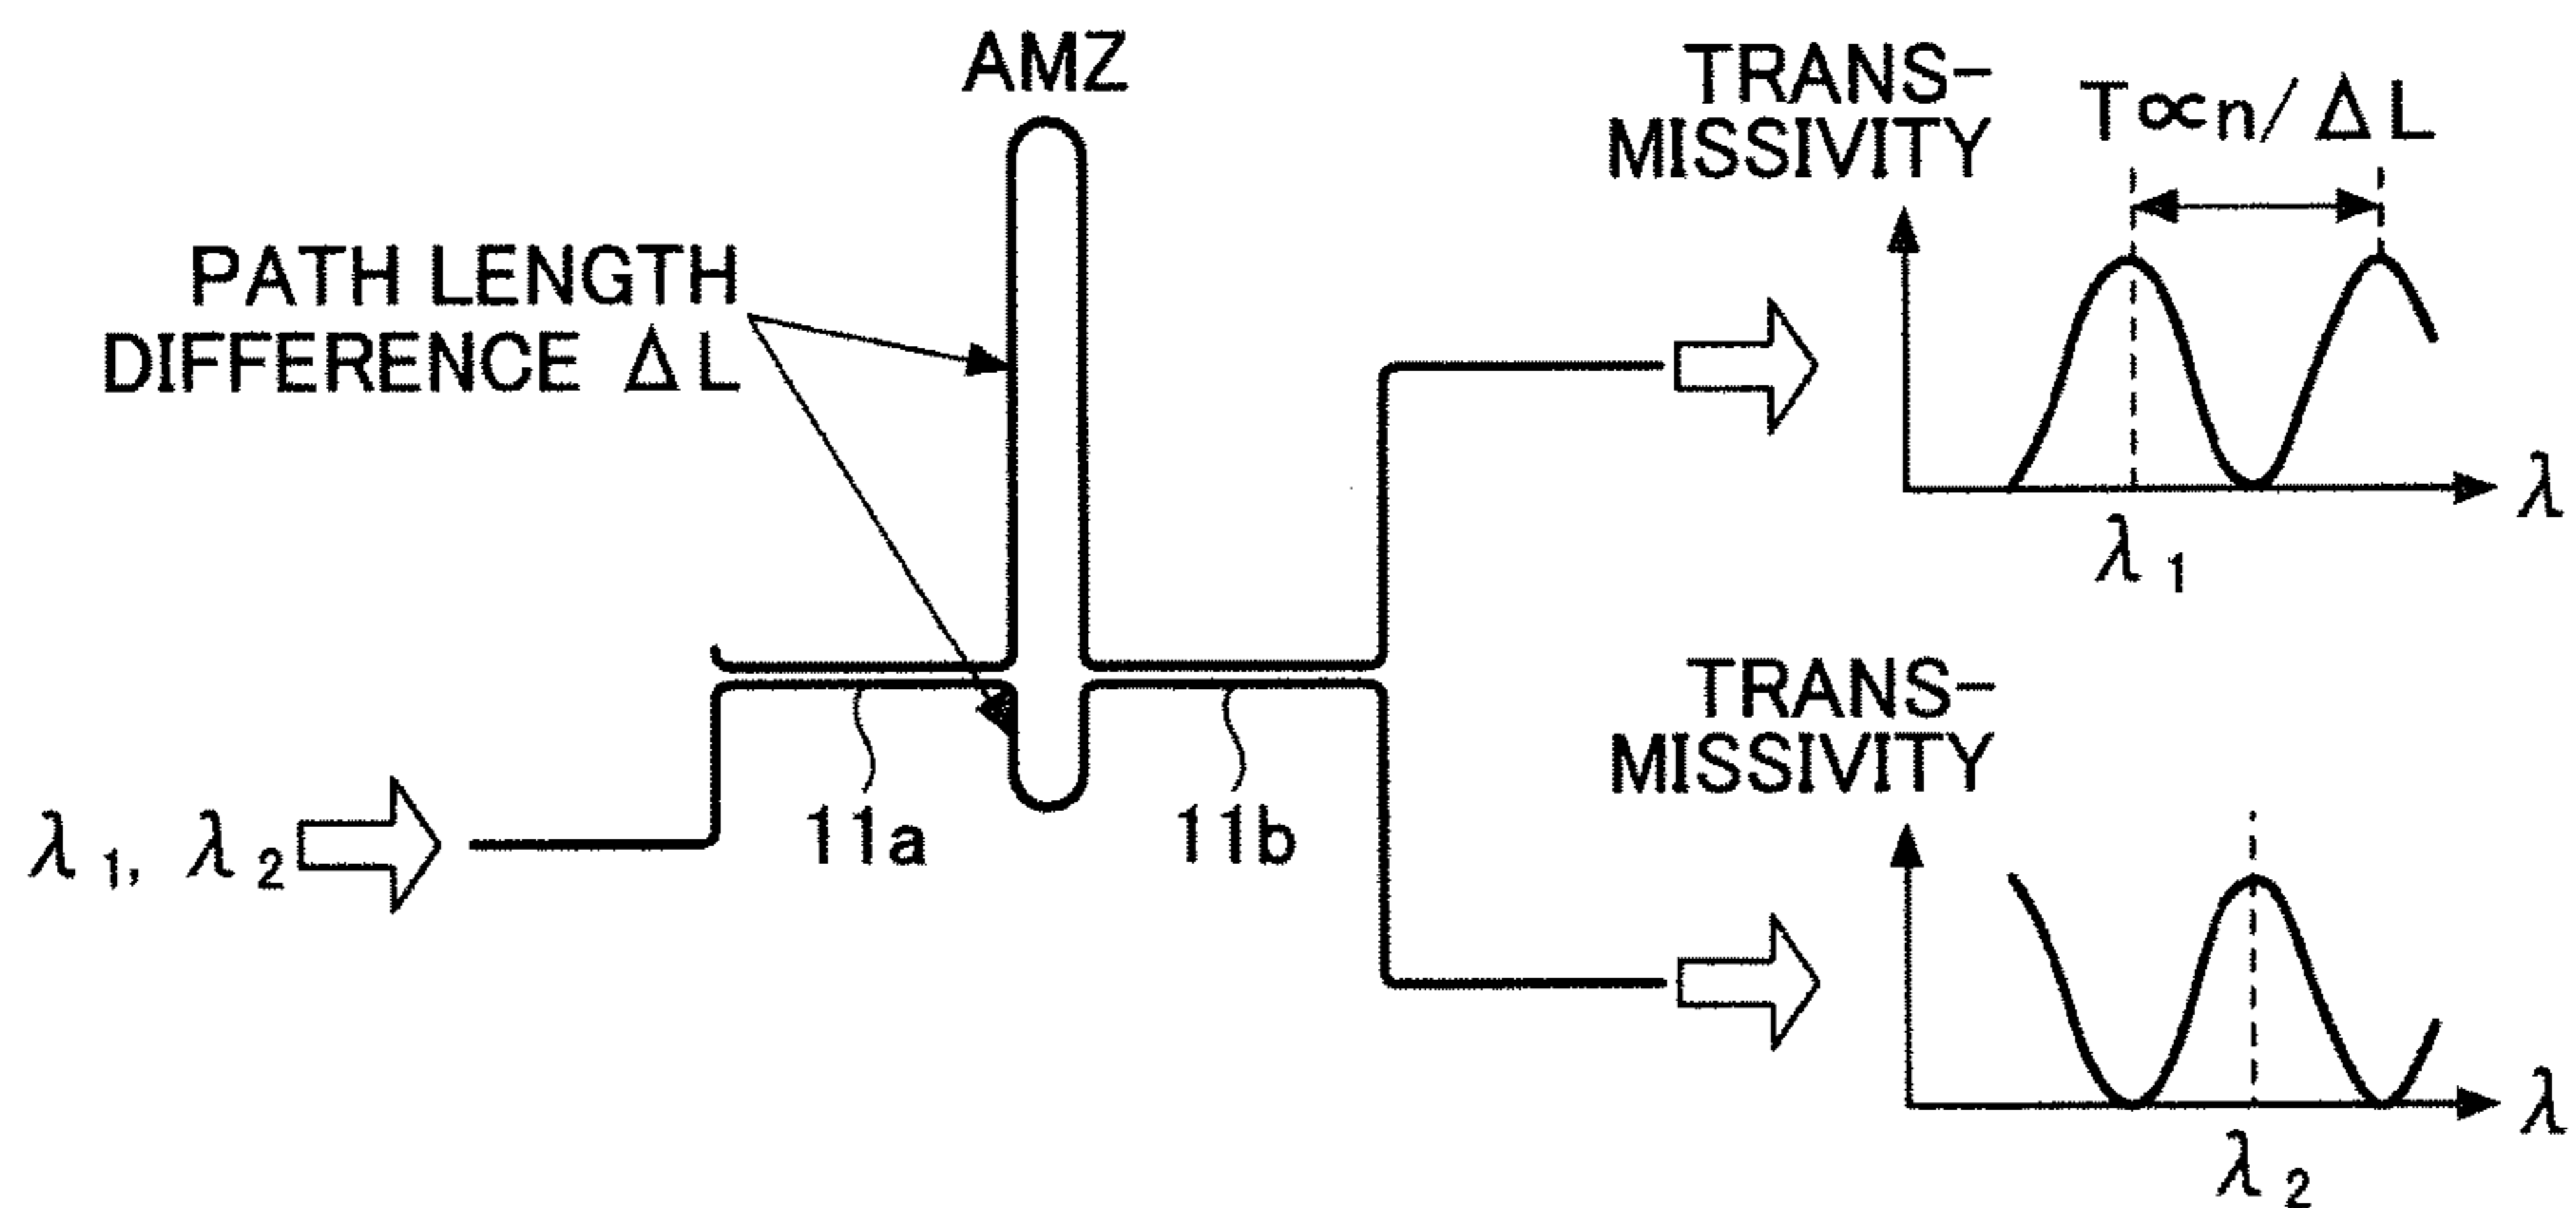 AMZ
PATH LENGTH
DIFFERENCE ΔL
λ1, λ2
11a
11b
TRANS-
MISSIVITY
T∝n/ΔL
λ
λ1
TRANS-
MISSIVITY
λ
λ2